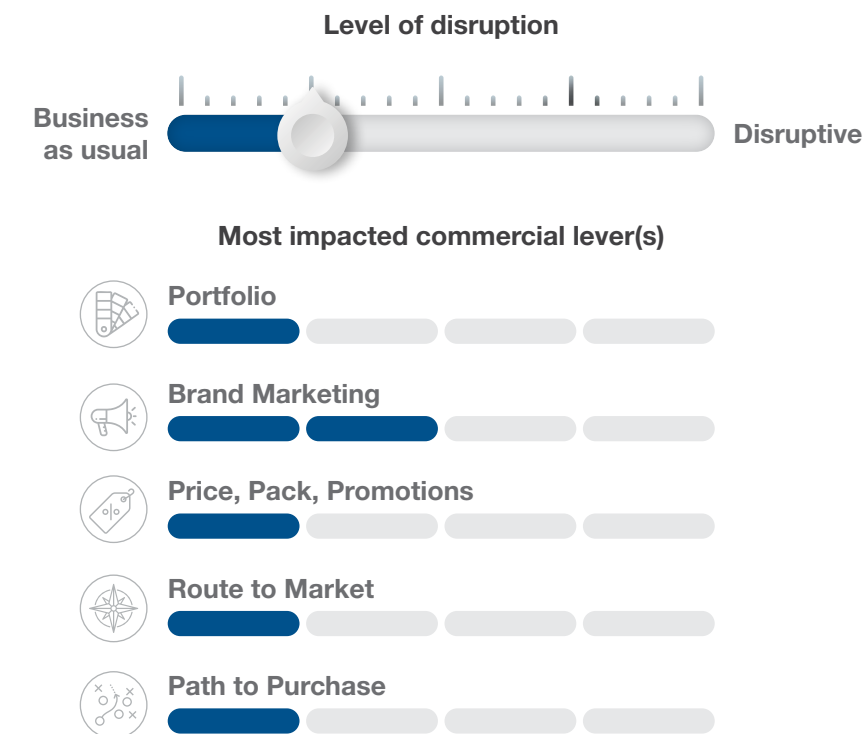 Level of disruption
Business
as usual
Disruptive
Most impacted commercial lever(s)
Portfolio
Brand Marketing
Price, Pack, Promotions
Route to Market
Path to Purchase